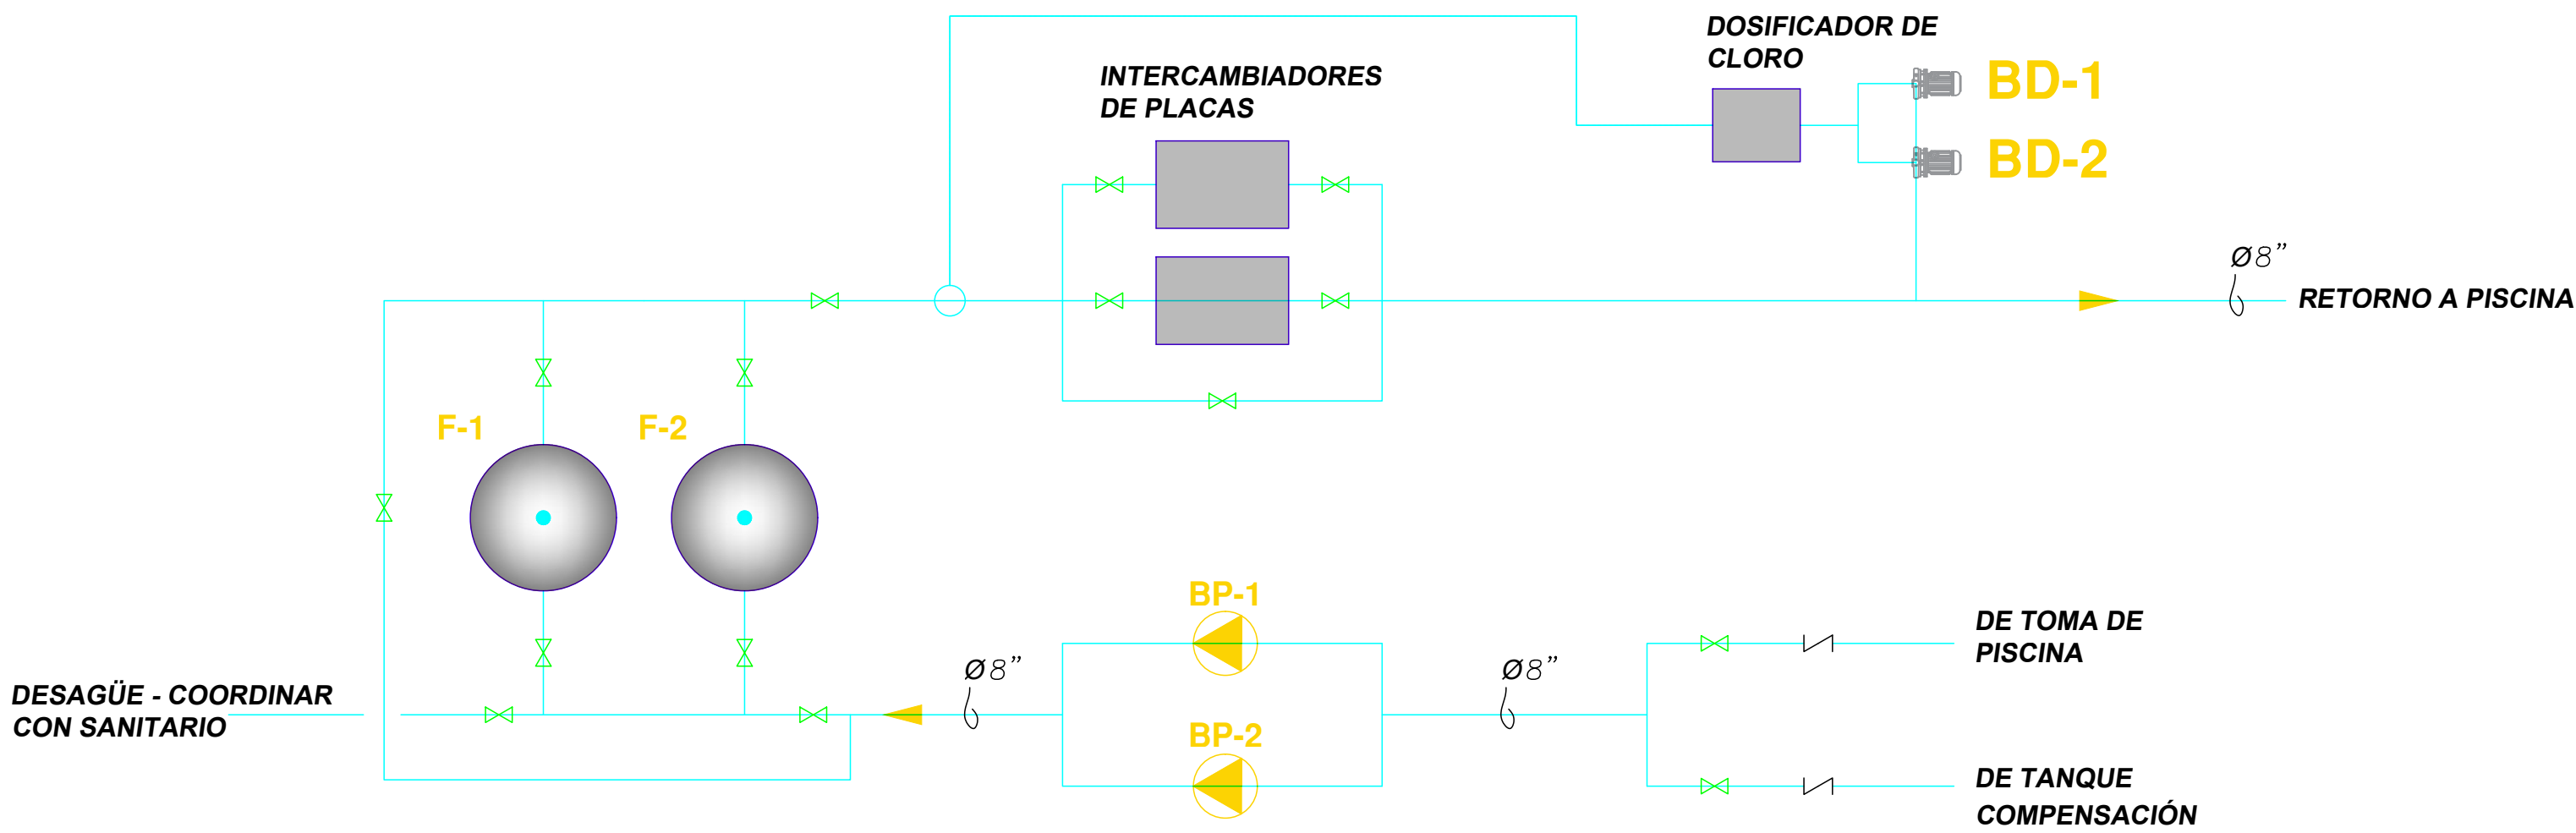 DOSIFICADOR DE
CLORO
INTERCAMBIADORES
DE PLACAS
BD-1
BD-2
Ø8”
RETORNO A PISCINA
F-1
F-2
BP-1
DE TOMA DE
PISCINA
Ø8”
Ø8”
DESAGÜE - COORDINAR
CON SANITARIO
BP-2
DE TANQUE
COMPENSACIÓN